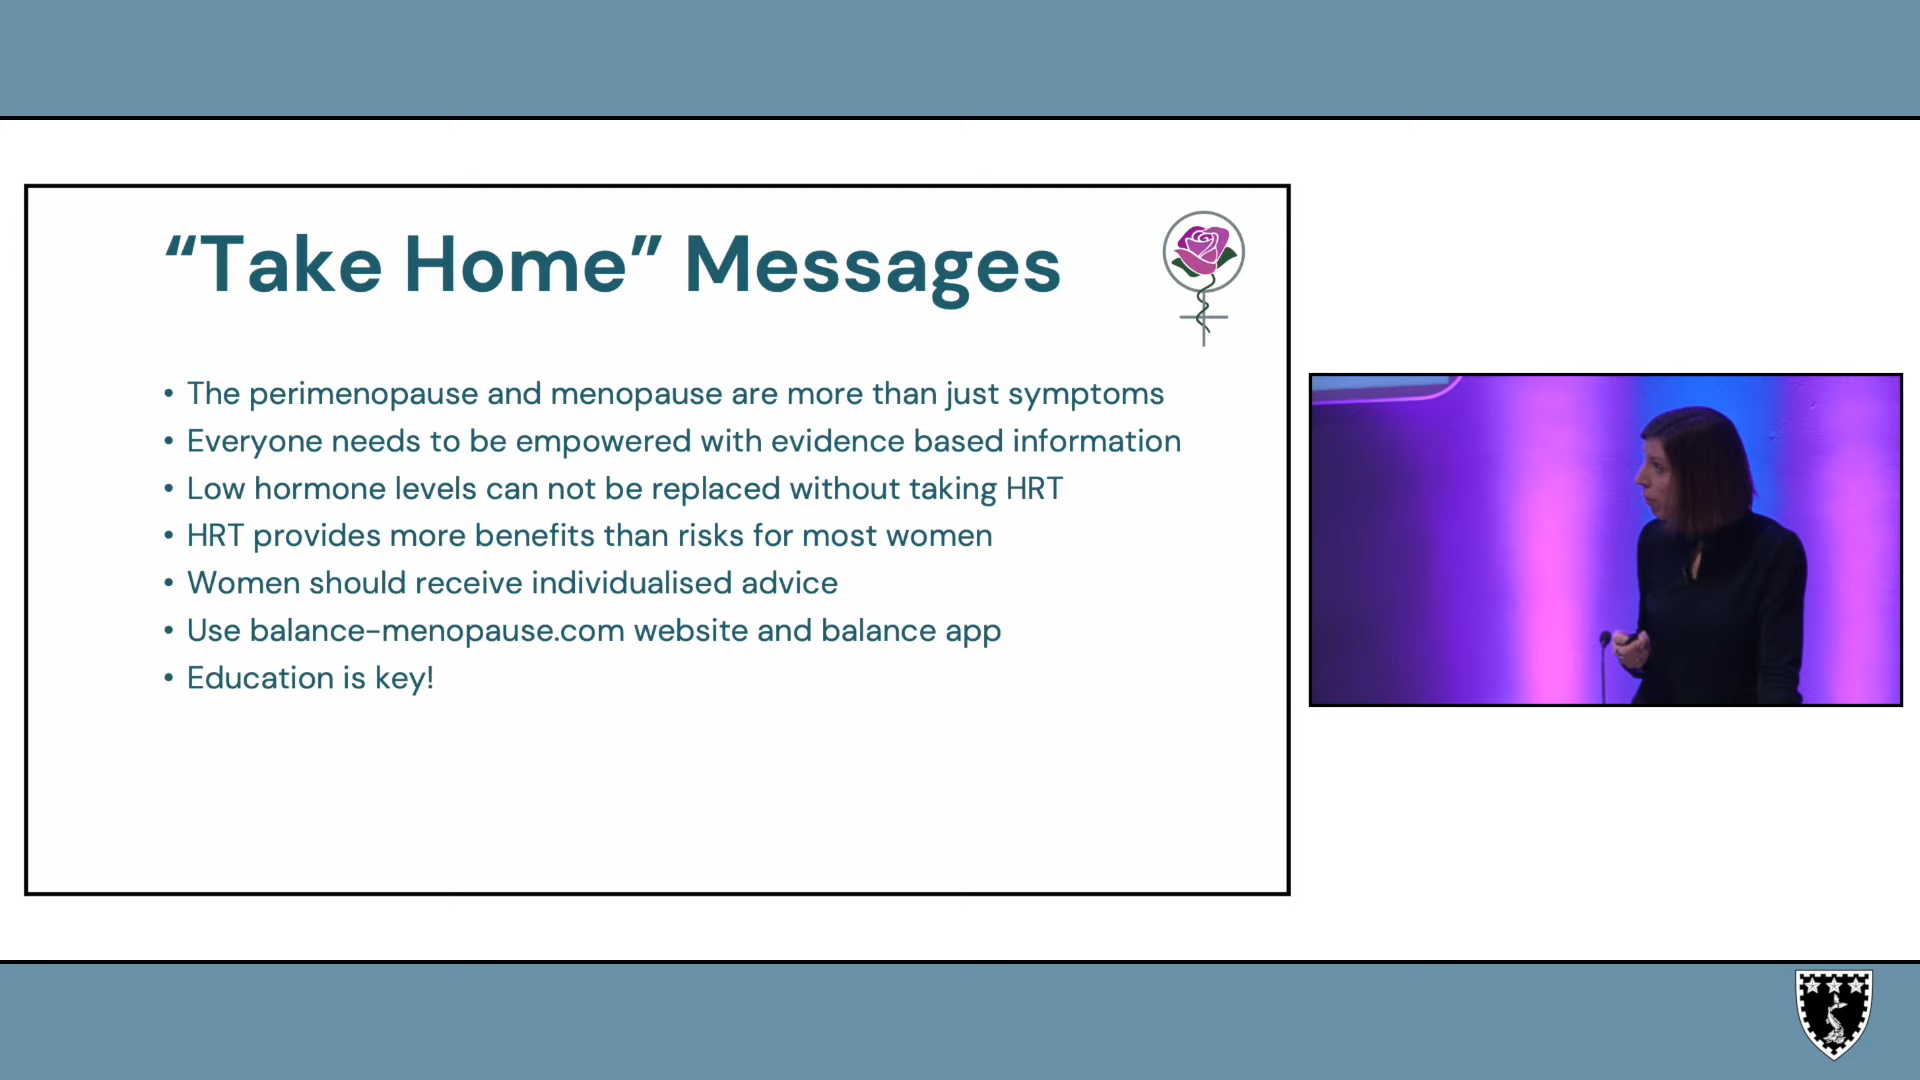 “Take Home” Messages
• The perimenopause and menopause are more than just symptoms
• Everyone needs to be empowered with evidence based information
• Low hormone levels can not be replaced without taking HRT
• HRT provides more benefits than risks for most women
• Women should receive individualised advice
• Use balance-menopause.com website and balance app
• Education is key!